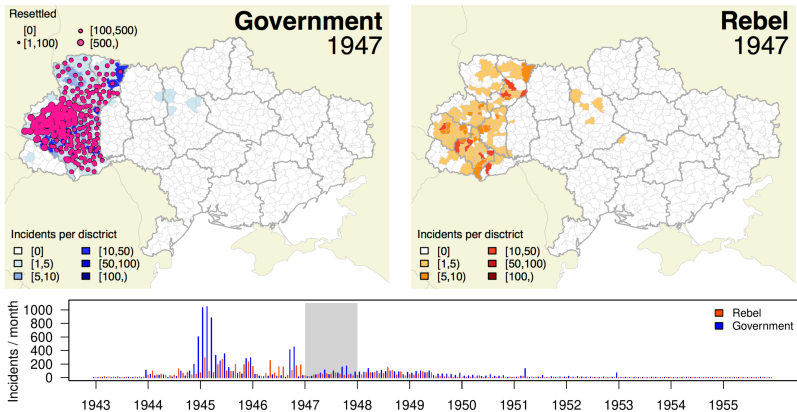 Resettled
[0]
[1,100)
[100,500)
[500,)
Government
1947
Incidents per disctrict
[0]
[1,5)
[5,10)
[10,50)
[50,100)
[100,)
Rebel
1947
Incidents per disctrict
[0]
[1,5)
[5,10)
[10,50)
[50,100)
[100,)
Incidents / month
1000
800
600
400
200
0
Rebel
Government
1943 1944 1945 1946 1947 1948 1949 1950 1951 1952 1953 1954 1955